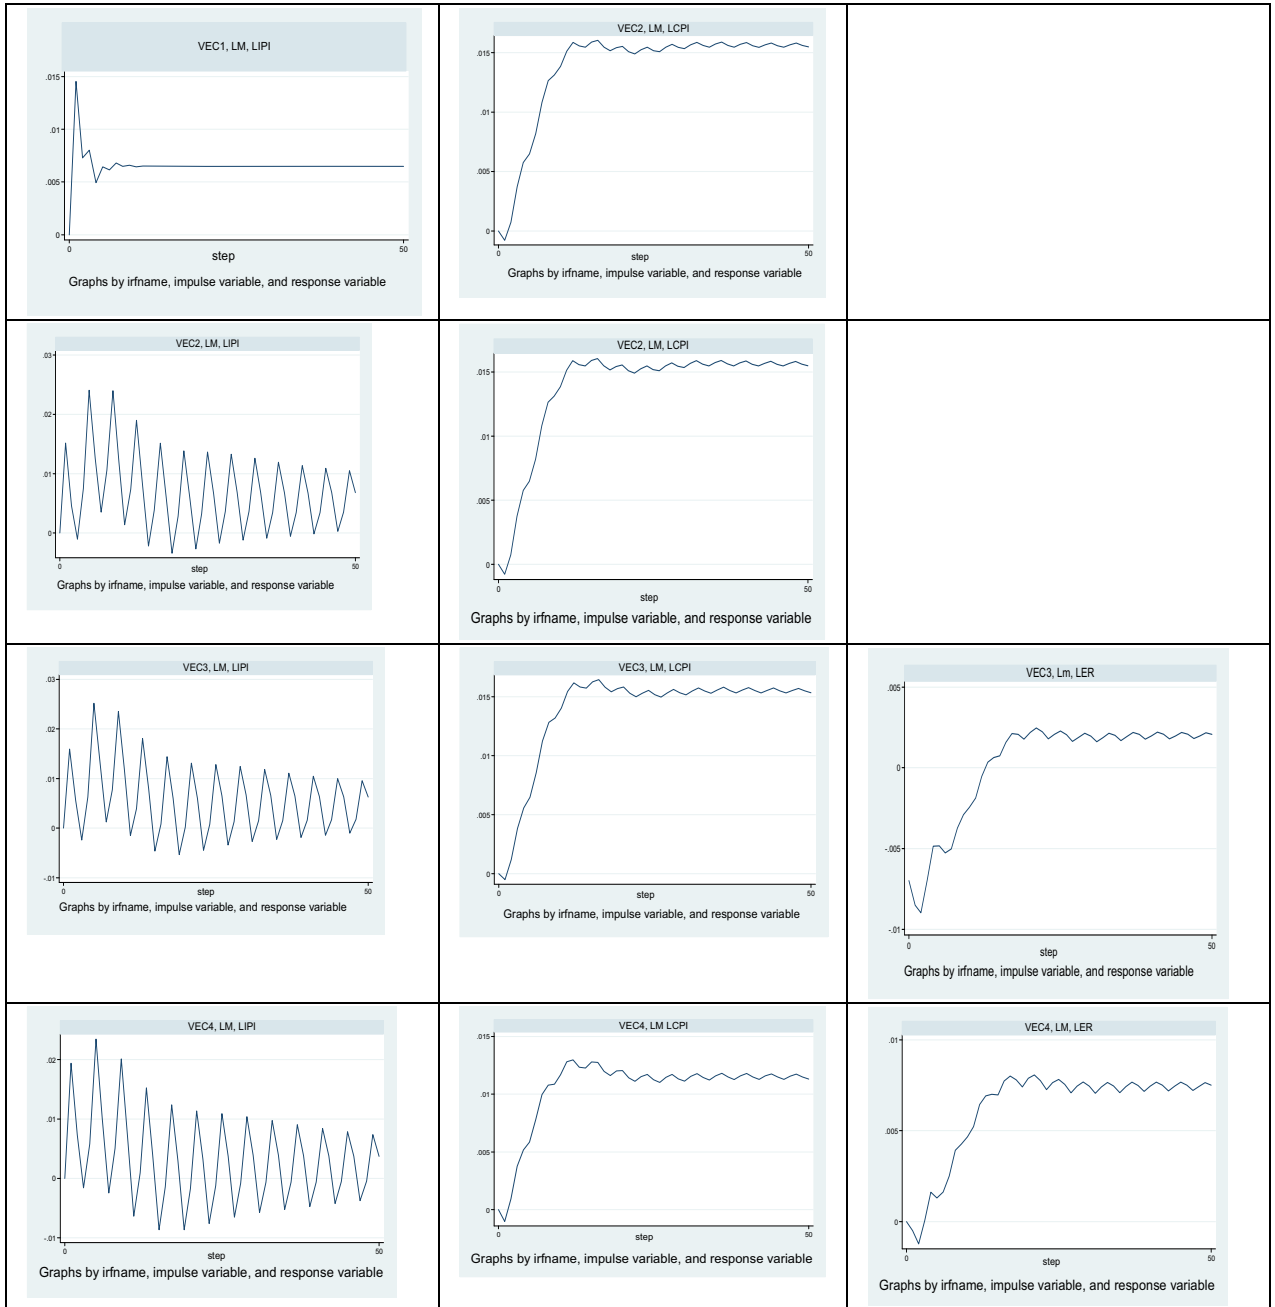 VEC1, LM, LIPI
.015
.01
.005
0
0 50
step
Graphs by irfname, impulse variable, and response variable
VEC2, LM, LCPI
.015
.01
.005
0
0 50
step
Graphs by irfname, impulse variable, and response variable
VEC2, LM, LIPI
.03
.02
.01
0
0 50
step
Graphs by irfname, impulse variable, and response variable
VEC2, LM, LCPI
.015
.01
.005
0
0 50
step
Graphs by irfname, impulse variable, and response variable
VEC3, LM, LIPI
.03
.02
.01
0
-.01
0 50
step
Graphs by irfname, impulse variable, and response variable
VEC3, LM, LCPI
.015
.01
.005
0
0 50
step
Graphs by irfname, impulse variable, and response variable
VEC3, Lm, LER
.005
0
-.005
-.01
0 50
step
Graphs by irfname, impulse variable, and response variable
VEC4, LM, LIPI
.02
.01
0
-.01
0 50
step
Graphs by irfname, impulse variable, and response variable
VEC4, LM LCPI
.015
.01
.005
0
0 50
step
Graphs by irfname, impulse variable, and response variable
VEC4, LM, LER
.01
.005
0
0 50
step
Graphs by irfname, impulse variable, and response variable